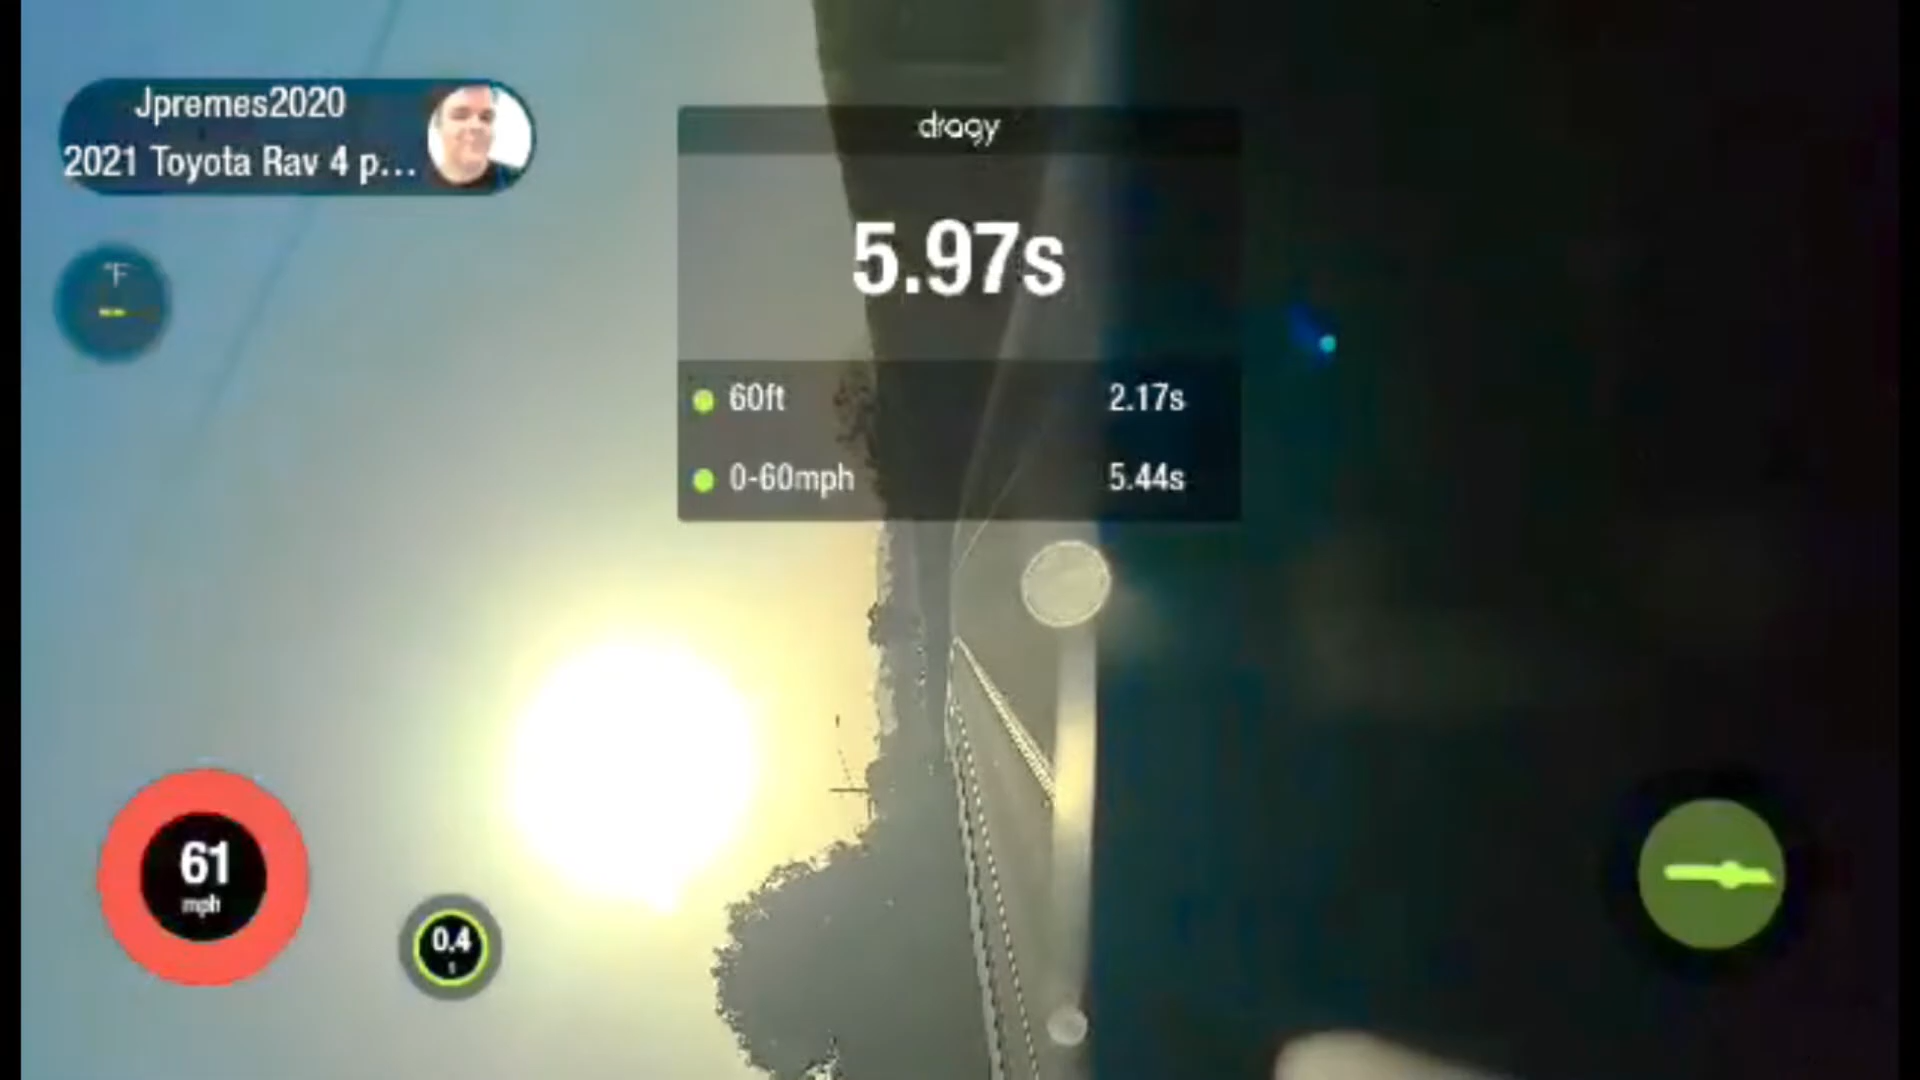 Jpremes2020
2021 Toyota Rav 4 p...
°F
--
dragy
5.97s
60ft 2.17s
0-60mph 5.44s
61
mph
0.4